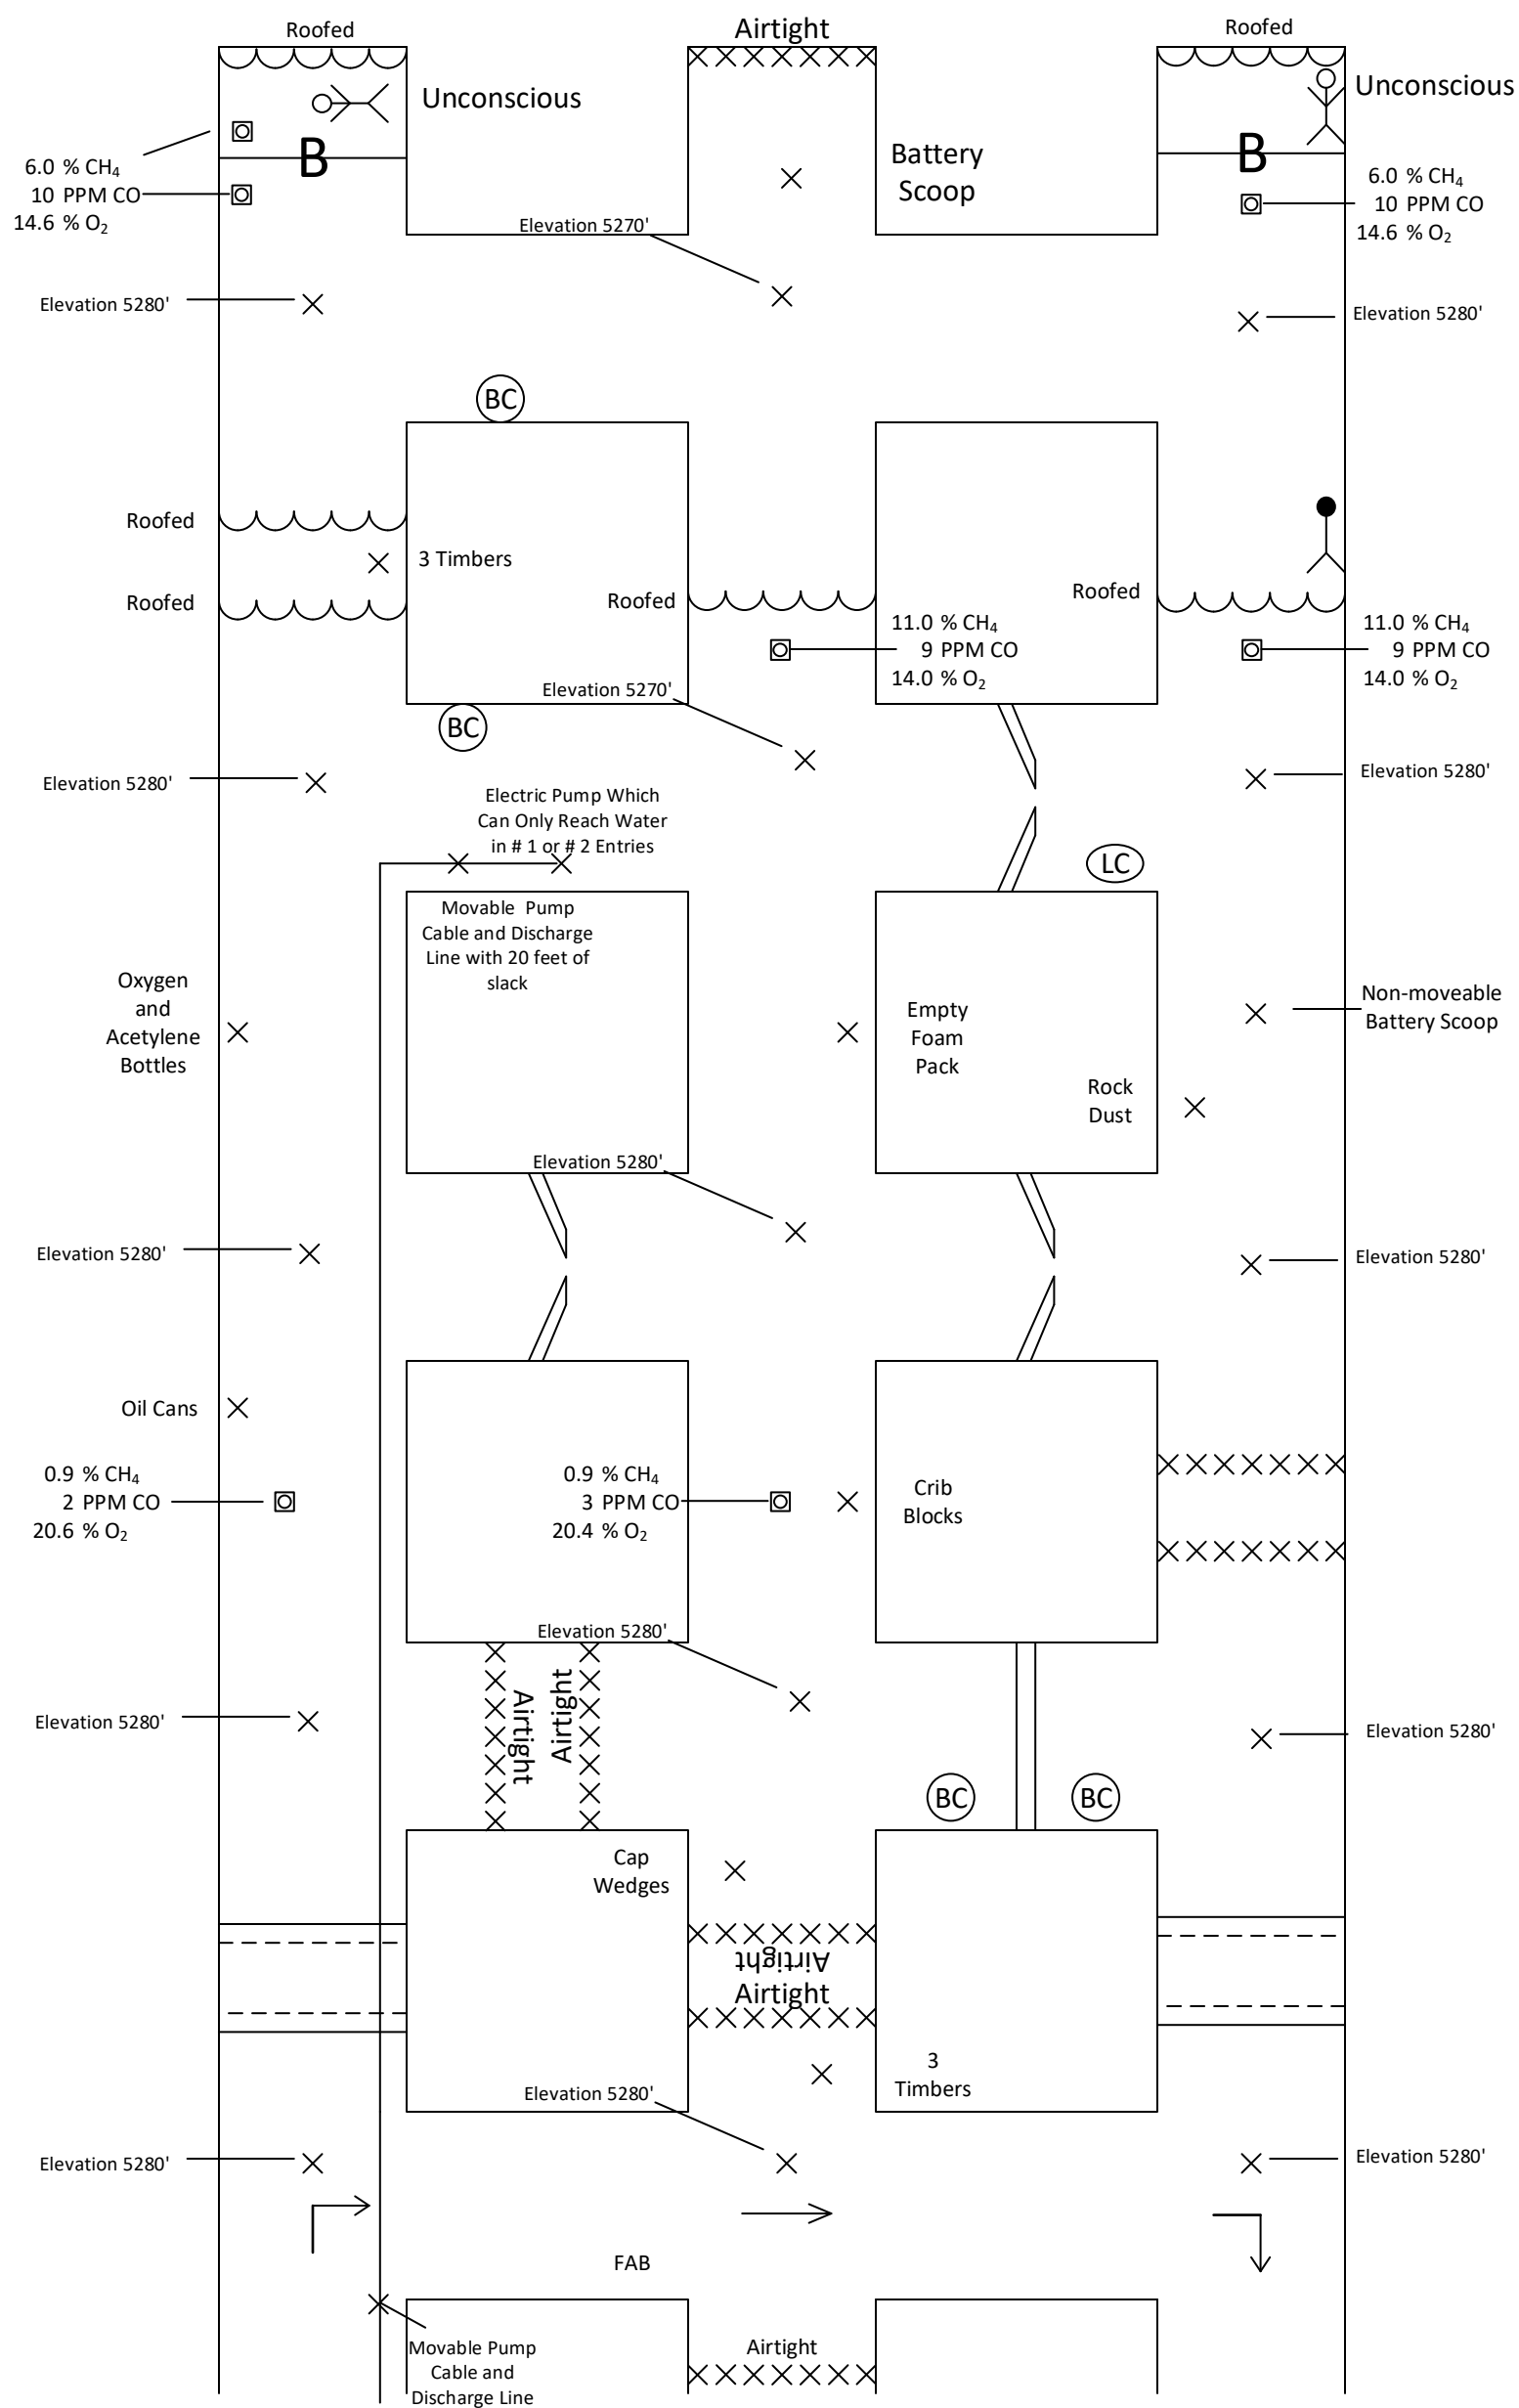 Roofed
Airtight
Roofed
Unconscious
Unconscious
B
B
6.0 % CH₄
10 PPM CO
14.6 % O₂
Battery
Scoop
6.0 % CH₄
10 PPM CO
14.6 % O₂
Elevation 5270'
Elevation 5280'
Elevation 5280'
BC
Roofed
3 Timbers
Roofed
Roofed
Roofed
11.0 % CH₄
9 PPM CO
14.0 % O₂
11.0 % CH₄
9 PPM CO
14.0 % O₂
Elevation 5270'
BC
Elevation 5280'
Elevation 5280'
Electric Pump Which
Can Only Reach Water
in # 1 or # 2 Entries
LC
Movable Pump
Cable and Discharge
Line with 20 feet of
slack
Oxygen
and
Acetylene
Bottles
Empty
Foam
Pack
Non-moveable
Battery Scoop
Rock
Dust
Elevation 5280'
Elevation 5280'
Elevation 5280'
Oil Cans
0.9 % CH₄
2 PPM CO
20.6 % O₂
0.9 % CH₄
3 PPM CO
20.4 % O₂
Crib
Blocks
Elevation 5280'
Airtight
Airtight
Elevation 5280'
Elevation 5280'
BC
BC
Cap
Wedges
Airtight
Airtight
3
Timbers
Elevation 5280'
Elevation 5280'
Elevation 5280'
FAB
Movable Pump
Cable and
Discharge Line
Airtight